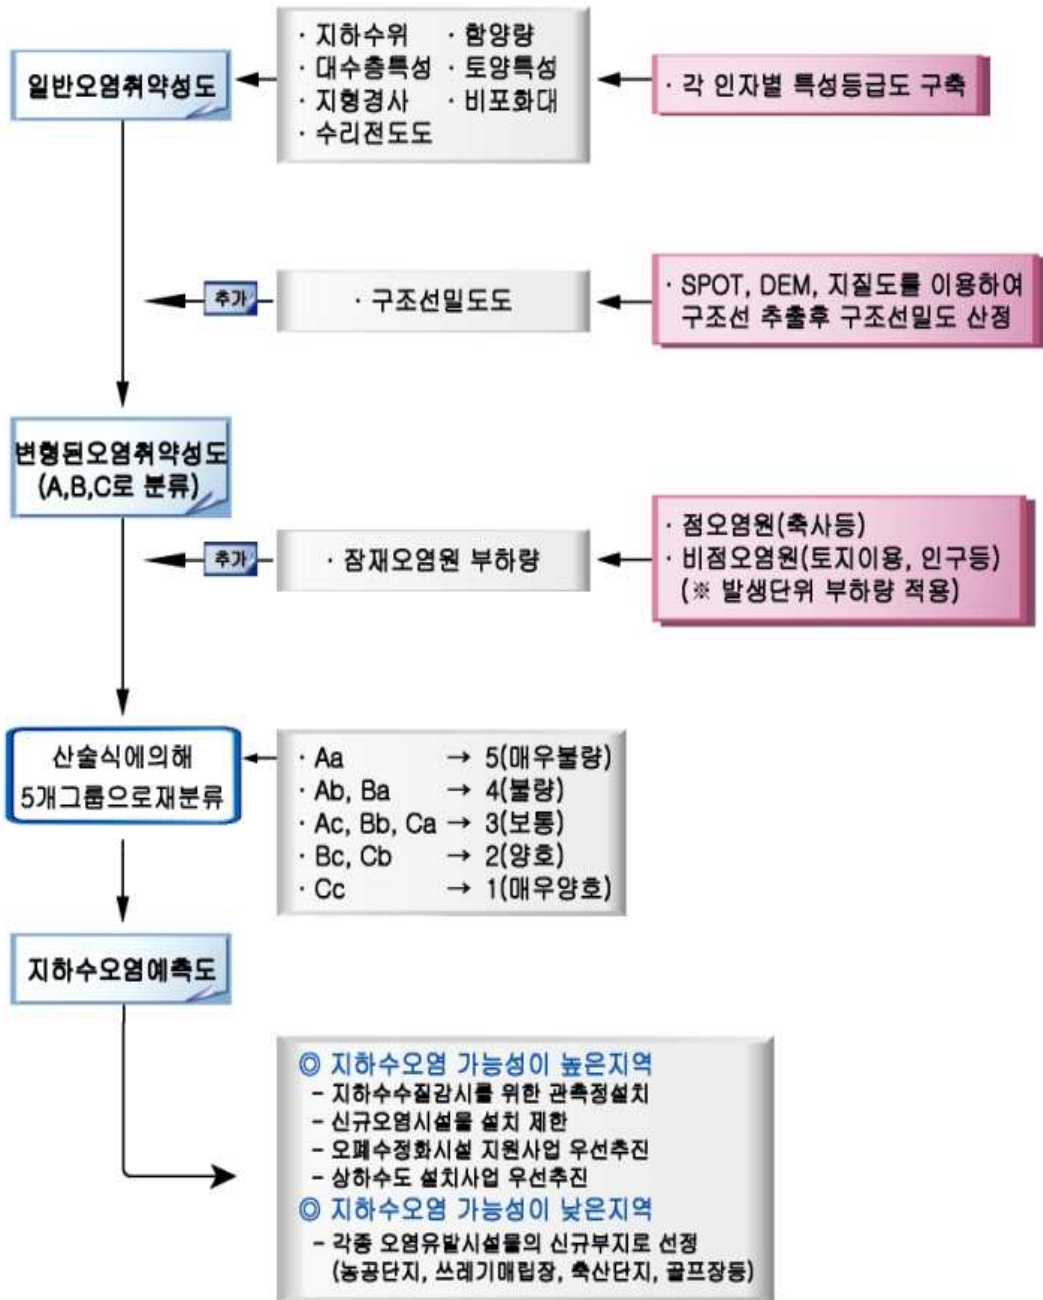 일반오염취약성도
· 지하수위 · 함양량
· 대수층특성 · 토양특성
· 지형경사 · 비포화대
· 수리전도도
· 각 인자별 특성등급도 구축
추가
· 구조선밀도도
· SPOT, DEM, 지질도를 이용하여
구조선 추출후 구조선밀도 산정
변형된오염취약성도
(A,B,C로 분류)
추가
· 잠재오염원 부하량
· 점오염원(축사등)
· 비점오염원(토지이용, 인구등)
(※ 발생단위 부하량 적용)
산술식에의해
5개그룹으로재분류
· Aa → 5(매우불량)
· Ab, Ba → 4(불량)
· Ac, Bb, Ca → 3(보통)
· Bc, Cb → 2(양호)
· Cc → 1(매우양호)
지하수오염예측도
◎ 지하수오염 가능성이 높은지역
- 지하수수질감시를 위한 관측정설치
- 신규오염시설물 설치 제한
- 오폐수정화시설 지원사업 우선추진
- 상하수도 설치사업 우선추진
◎ 지하수오염 가능성이 낮은지역
- 각종 오염유발시설물의 신규부지로 선정
(농공단지, 쓰레기매립장, 축산단지, 골프장등)